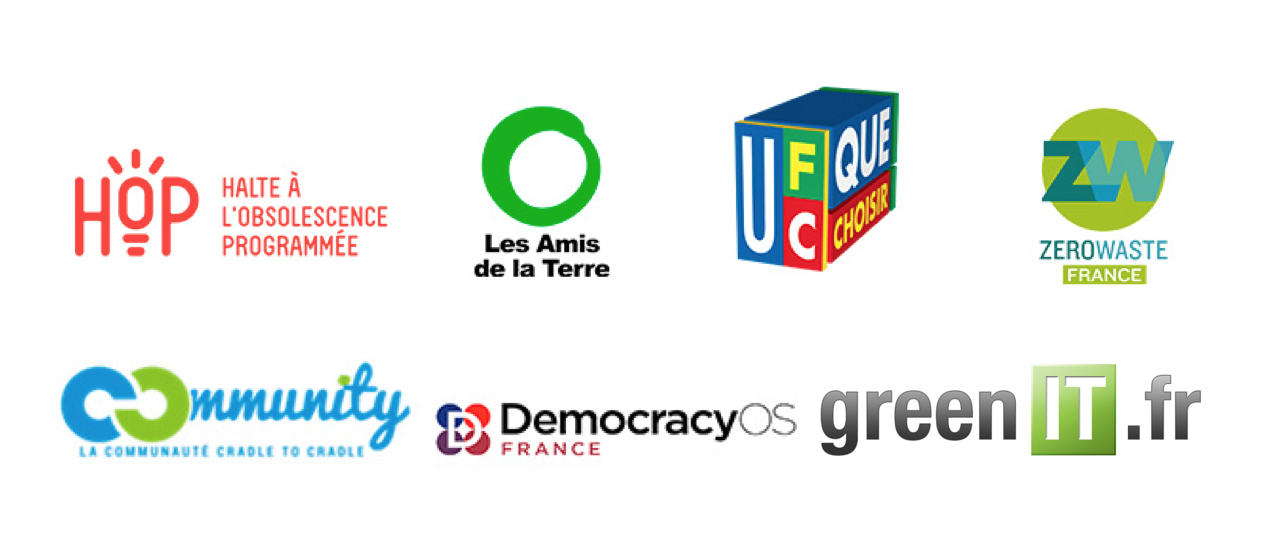 HOP
HALTE À
L'OBSOLESCENCE
PROGRAMMÉE
Les Amis
de la Terre
UFC
QUE
CHOISIR
ZW
ZEROWASTE
FRANCE
community
LA COMMUNAUTÉ CRADLE TO CRADLE
D
DemocracyOS
FRANCE
greenIT.fr